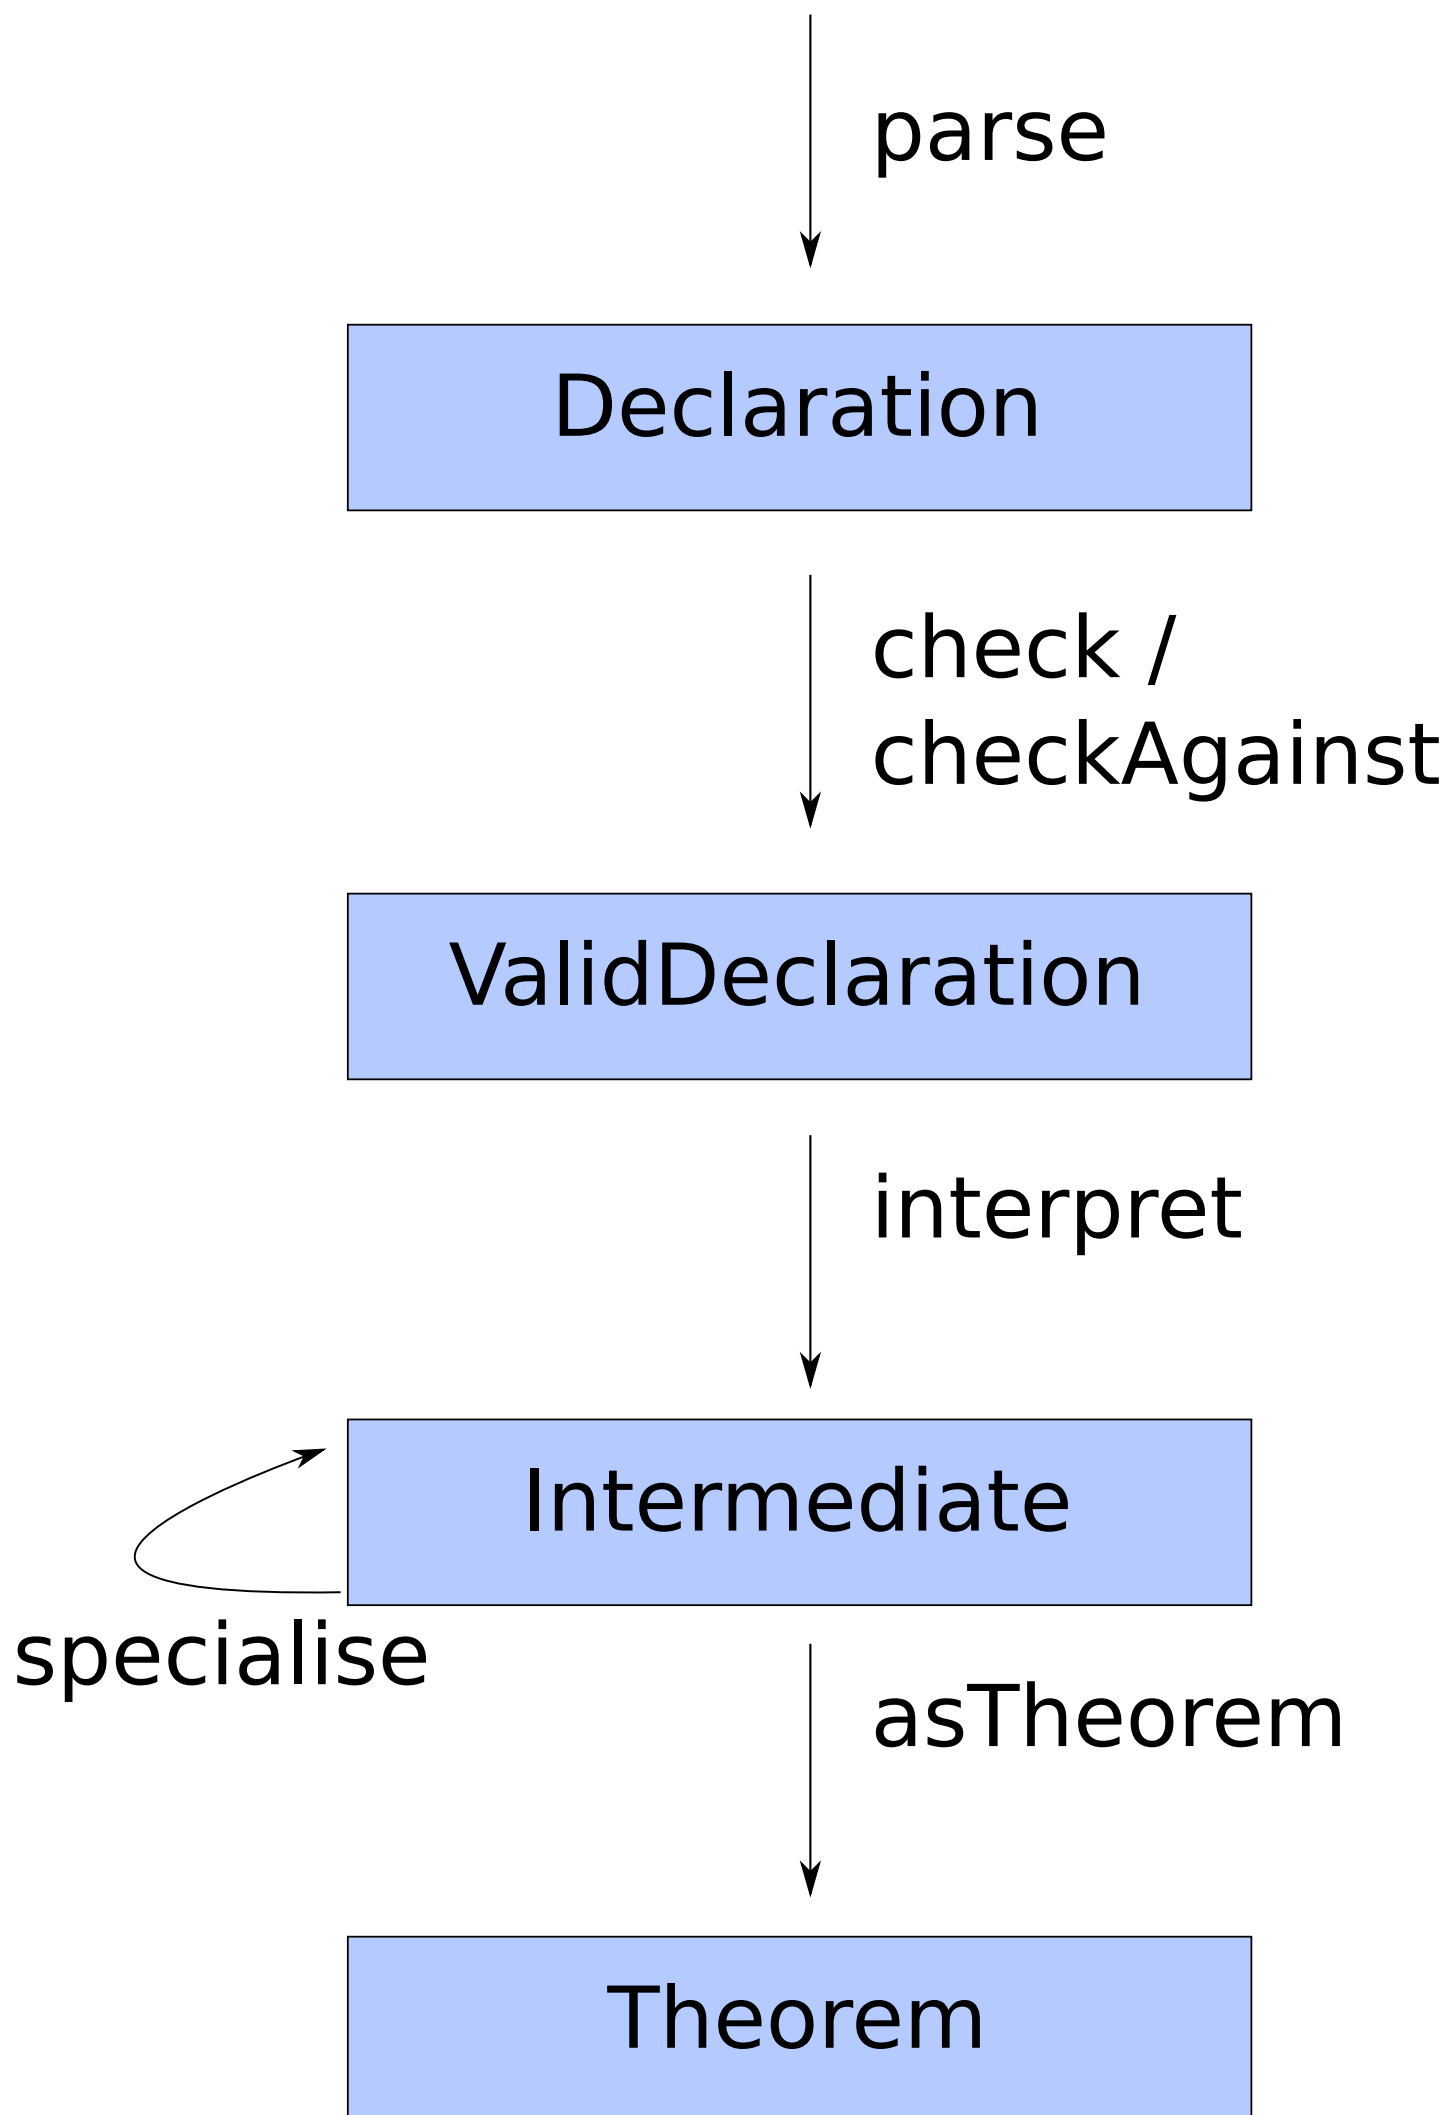 parse
Declaration
check /
checkAgainst
ValidDeclaration
interpret
Intermediate
specialise
asTheorem
Theorem